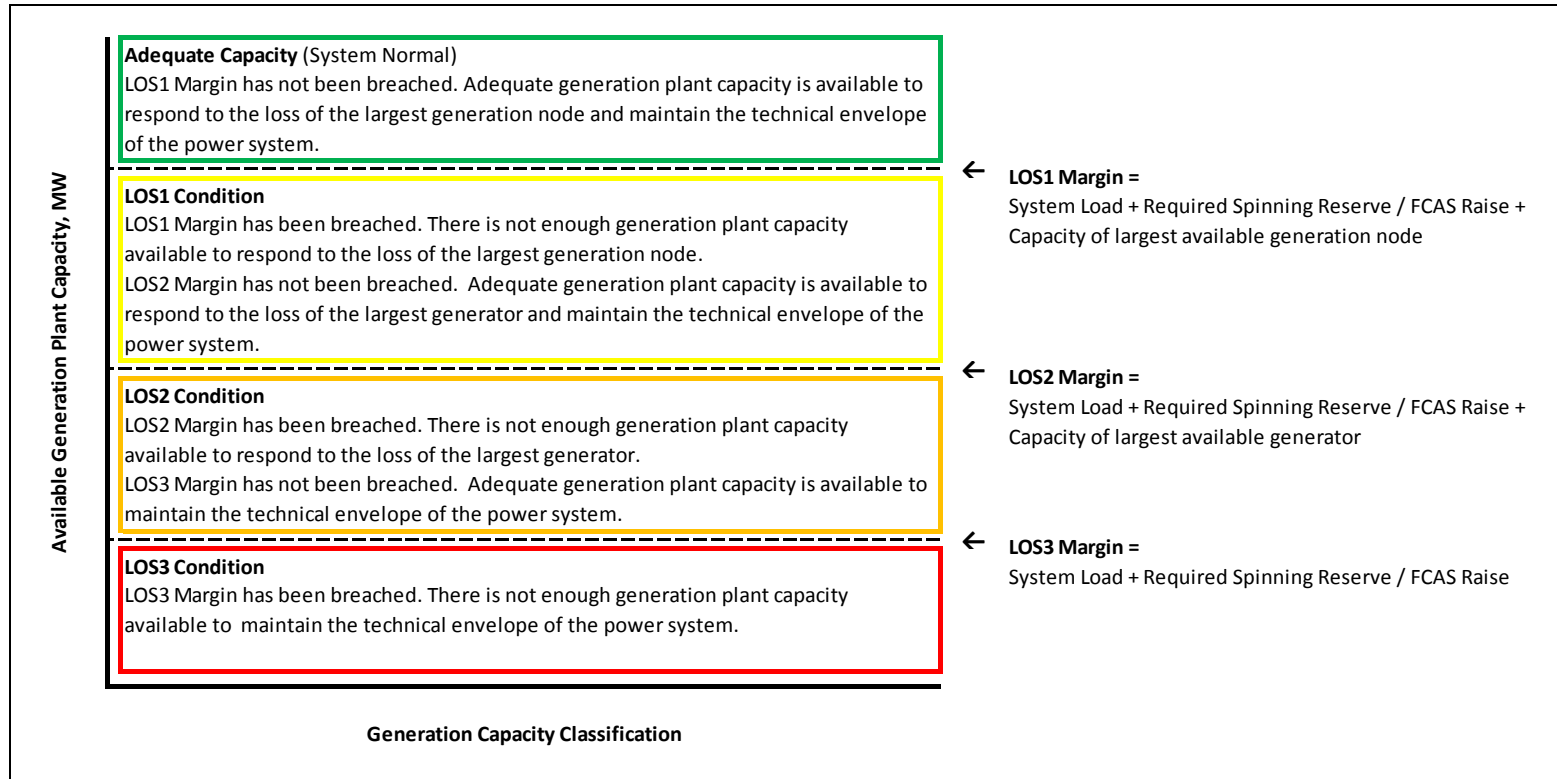 Adequate Capacity (System Normal)
LOS1 Margin has not been breached. Adequate generation plant capacity is available to
respond to the loss of the largest generation node and maintain the technical envelope
of the power system.
LOS1 Condition
LOS1 Margin has been breached. There is not enough generation plant capacity
available to respond to the loss of the largest generation node.
LOS2 Margin has not been breached.  Adequate generation plant capacity is available to
respond to the loss of the largest generator and maintain the technical envelope of the
power system.
LOS2 Condition
LOS2 Margin has been breached. There is not enough generation plant capacity
available to respond to the loss of the largest generator.
LOS3 Margin has not been breached.  Adequate generation plant capacity is available to
maintain the technical envelope of the power system.
LOS3 Condition
LOS3 Margin has been breached. There is not enough generation plant capacity
available to  maintain the technical envelope of the power system.
← LOS1 Margin =
System Load + Required Spinning Reserve / FCAS Raise +
Capacity of largest available generation node
← LOS2 Margin =
System Load + Required Spinning Reserve / FCAS Raise +
Capacity of largest available generator
← LOS3 Margin =
System Load + Required Spinning Reserve / FCAS Raise
Available Generation Plant Capacity, MW
Generation Capacity Classification